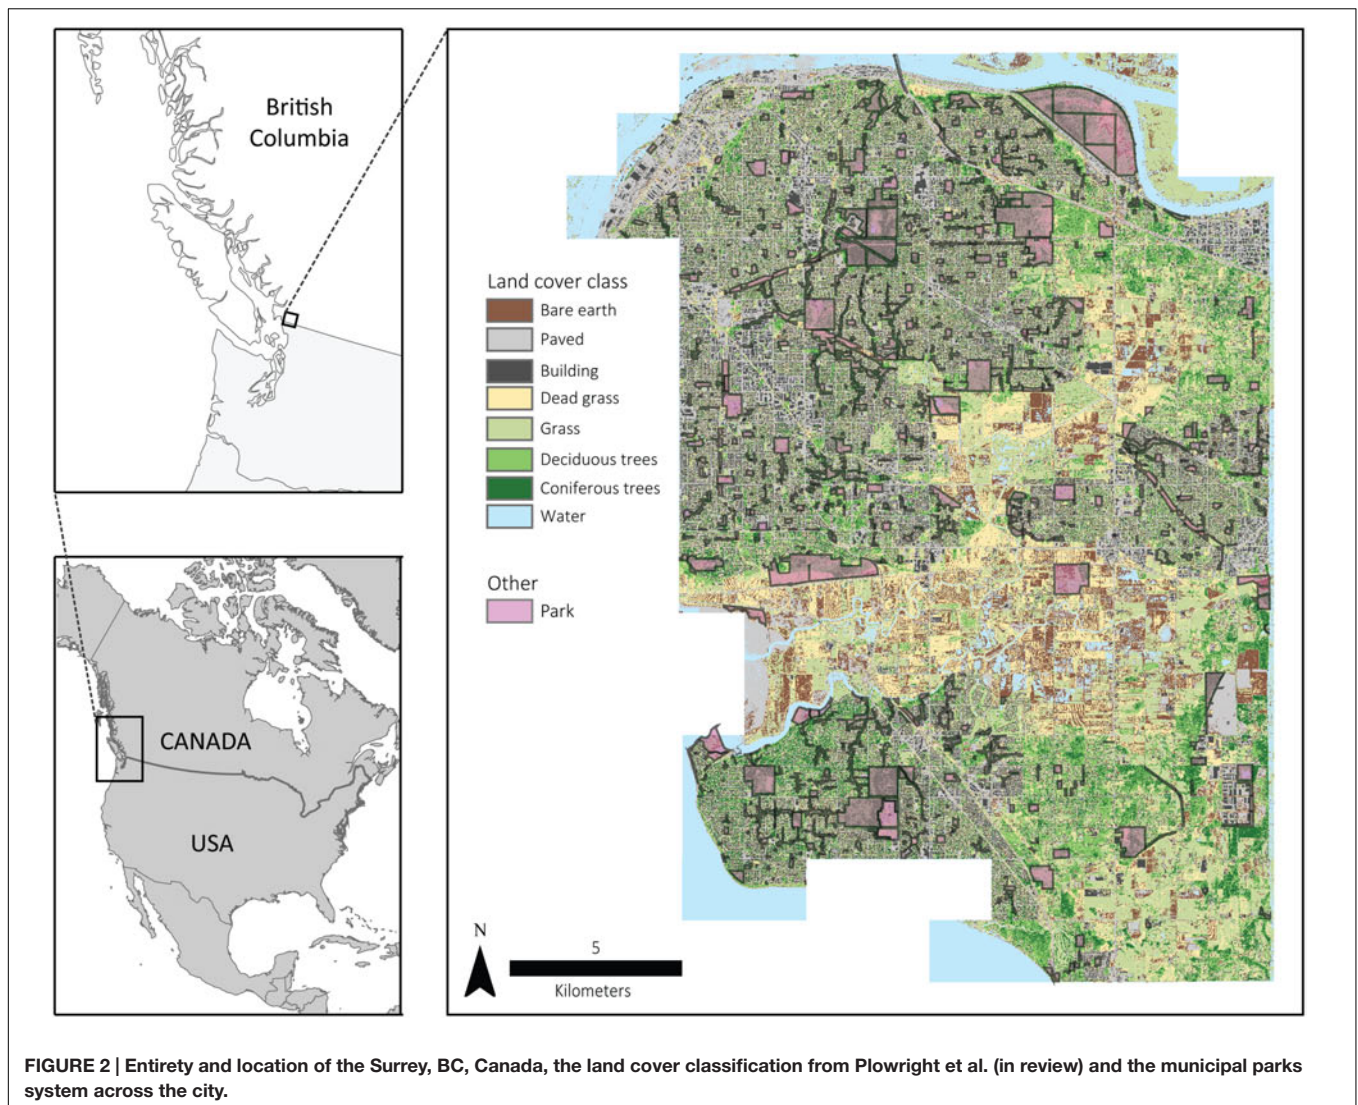 British
Columbia
CANADA
USA
Land cover class
Bare earth
Paved
Building
Dead grass
Grass
Deciduous trees
Coniferous trees
Water
Other
Park
N
5
Kilometers
FIGURE 2 | Entirety and location of the Surrey, BC, Canada, the land cover classification from Plowright et al. (in review) and the municipal parks
system across the city.